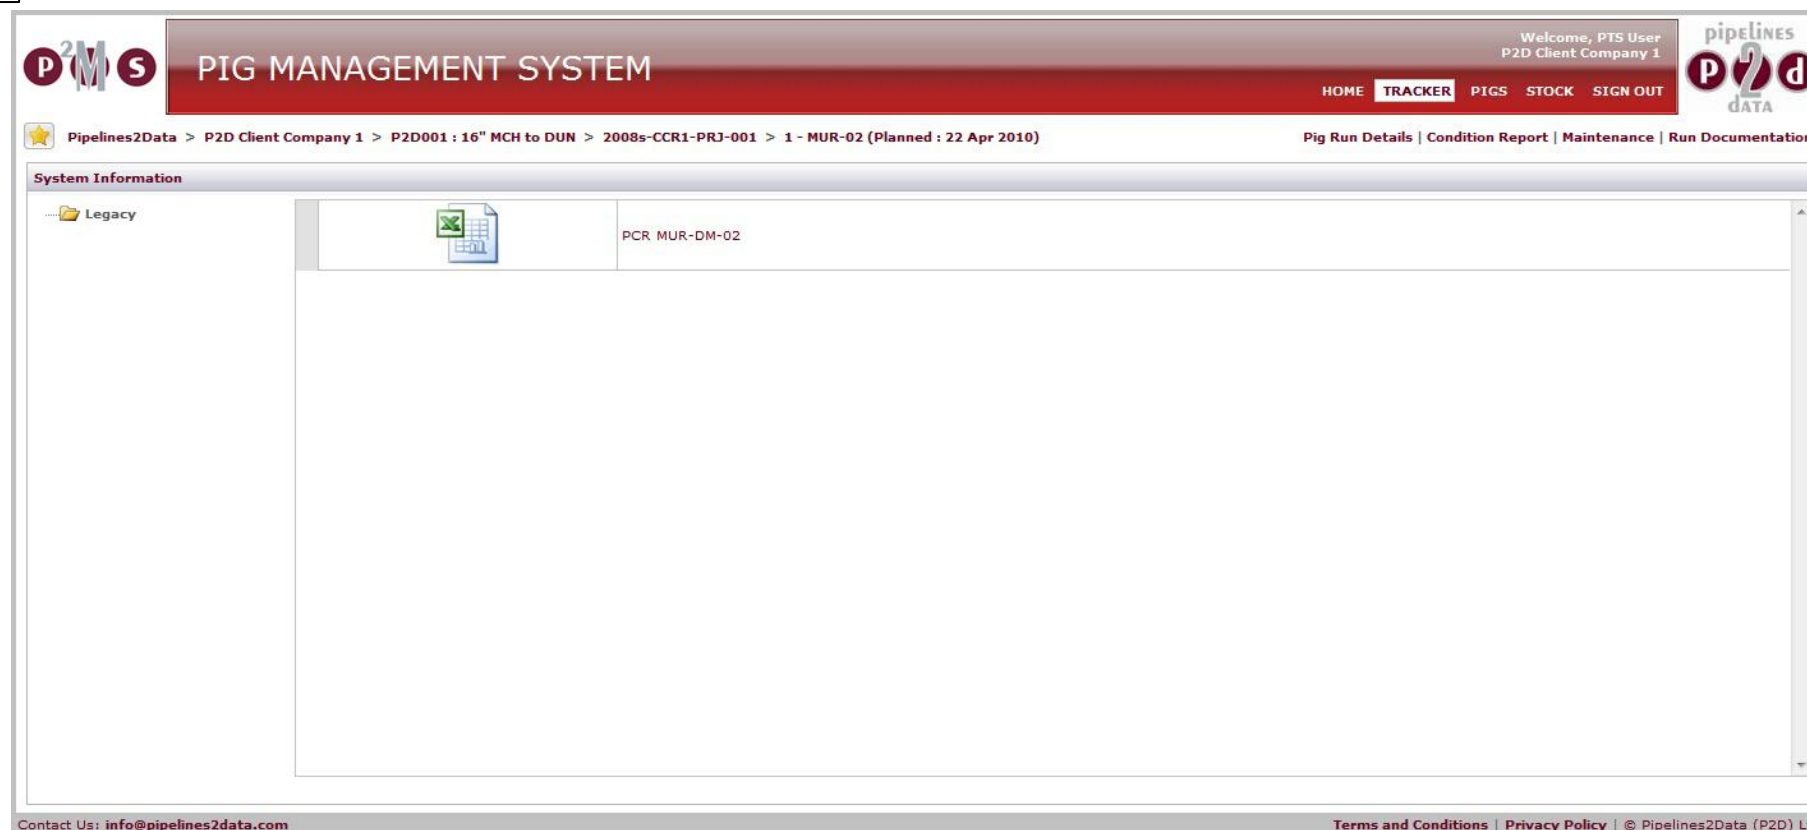 P2MS
PIG MANAGEMENT SYSTEM
Welcome, PTS User
P2D Client Company 1
HOME TRACKER PIGS STOCK SIGN OUT
pipelines
p2d
data
Pipelines2Data > P2D Client Company 1 > P2D001 : 16" MCH to DUN > 2008s-CCR1-PRJ-001 > 1 - MUR-02 (Planned : 22 Apr 2010)
Pig Run Details | Condition Report | Maintenance | Run Documentation
System Information
Legacy
PCR MUR-DM-02
Contact Us: info@pipelines2data.com
Terms and Conditions | Privacy Policy | © Pipelines2Data (P2D) L